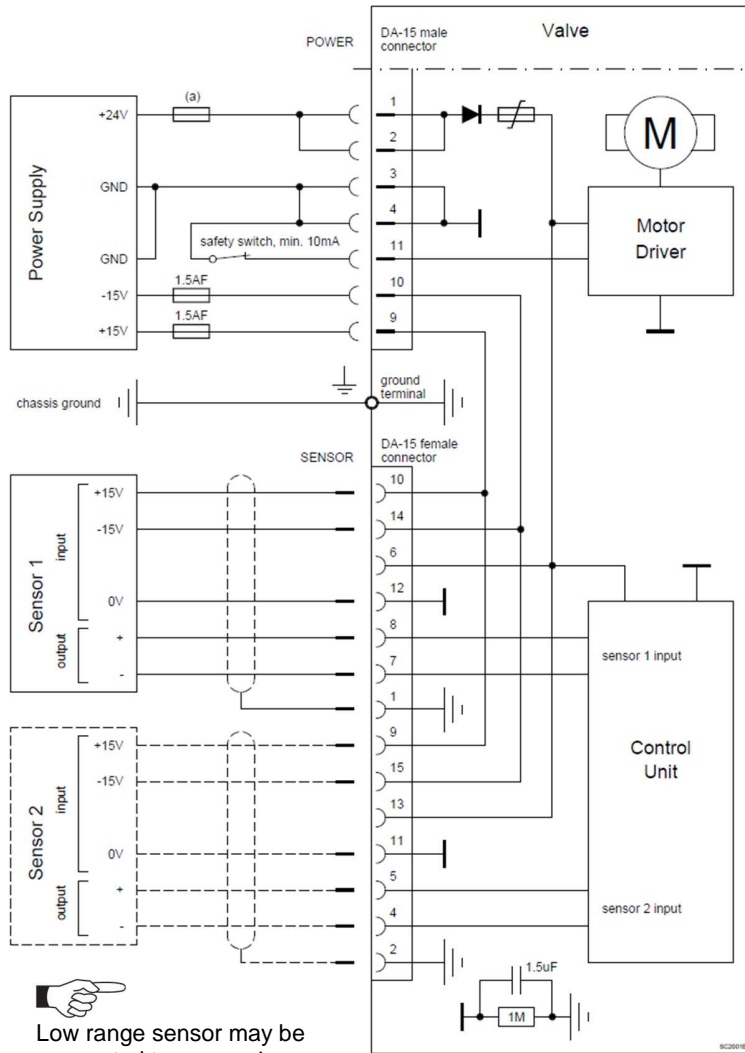 POWER
DA-15 male
connector
Valve
Power Supply
+24V
(a)
1
2
GND
3
4
safety switch, min. 10mA
GND
11
-15V
1.5AF
10
+15V
1.5AF
9
M
Motor
Driver
chassis ground
ground
terminal
SENSOR
DA-15 female
connector
Sensor 1
input
output
+15V
10
-15V
14
6
0V
12
+
8
-
7
1
sensor 1 input
Sensor 2
input
output
+15V
9
-15V
15
13
0V
11
+
5
-
4
2
sensor 2 input
Control
Unit
1.5uF
1M
Low range sensor may be
SC2001E